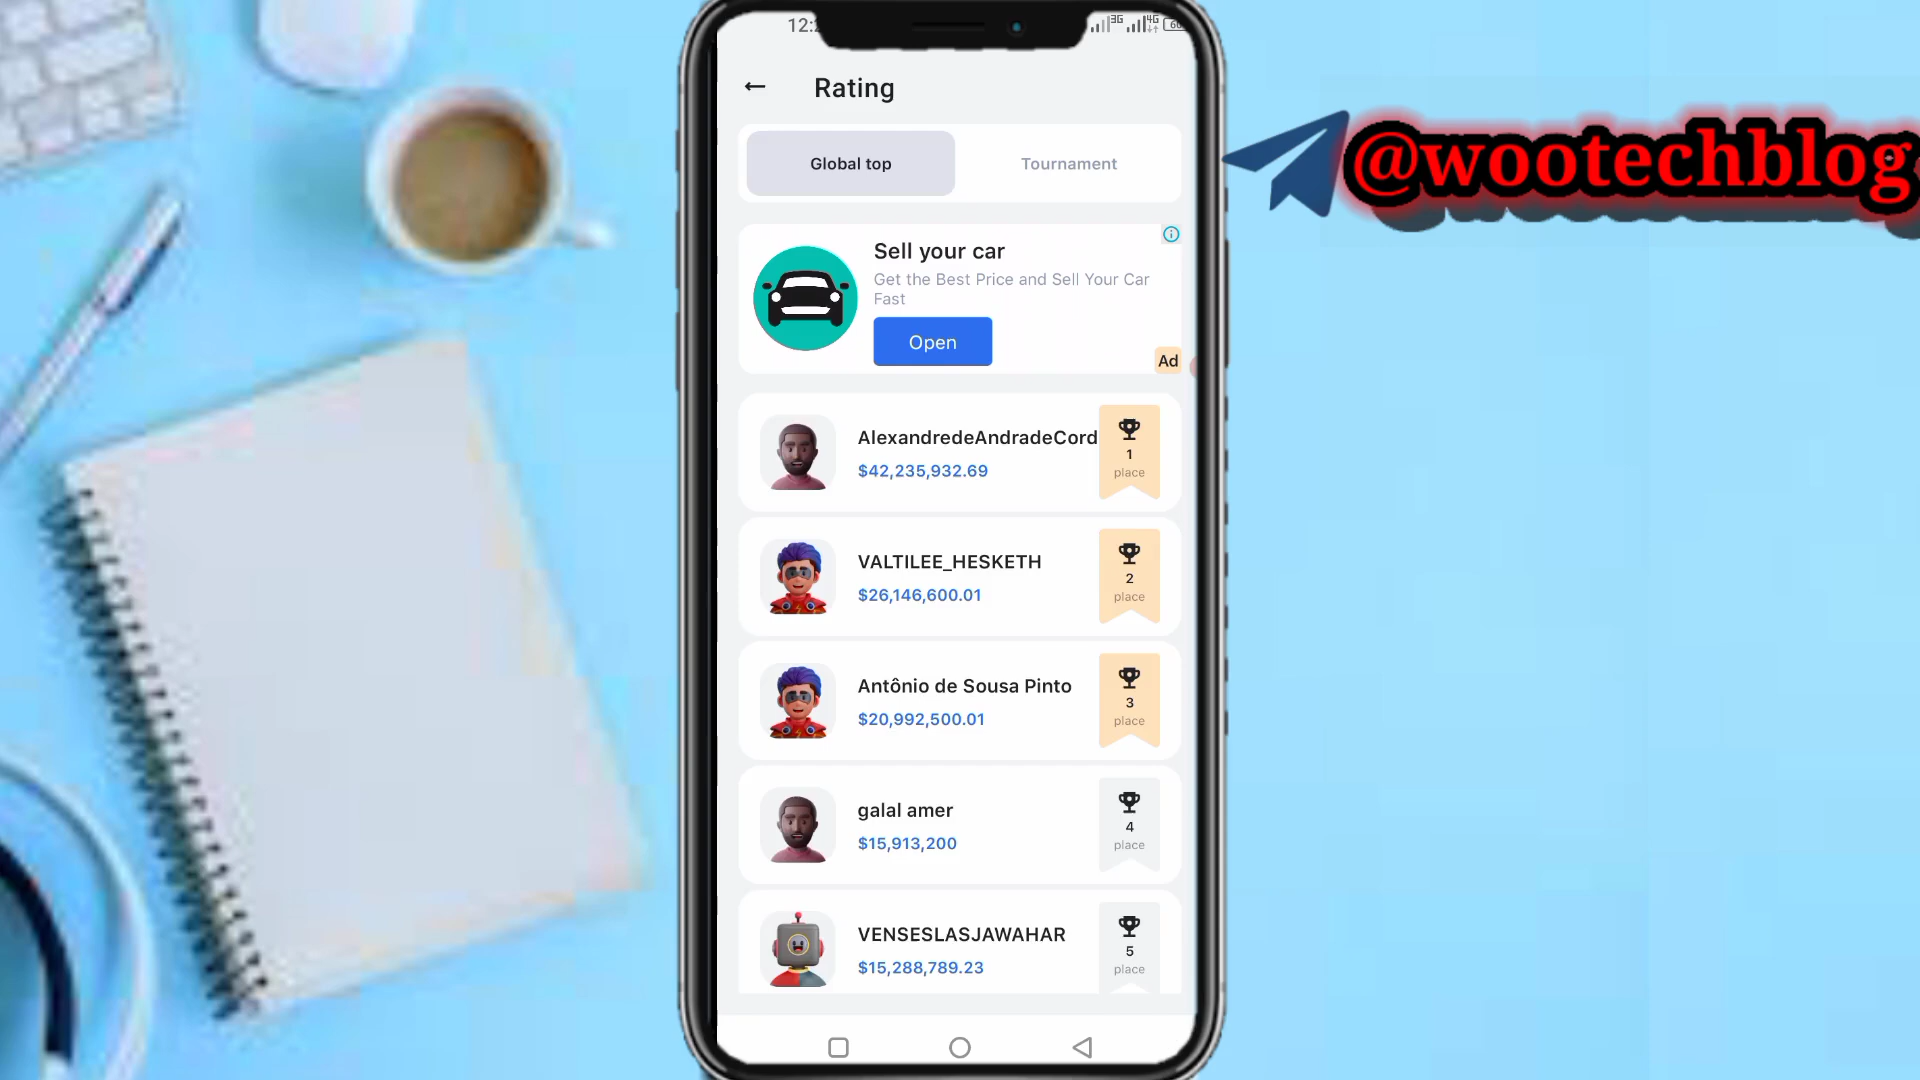 12:2
3G 4G
Rating
Global top
Tournament
Sell your car
Get the Best Price and Sell Your Car
Fast
Open
Ad
AlexandredeAndradeCord
$42,235,932.69
1
place
VALTILEE_HESKETH
$26,146,600.01
2
place
Antônio de Sousa Pinto
$20,992,500.01
3
place
galal amer
$15,913,200
4
place
VENSESLASJAWAHAR
$15,288,789.23
5
place
@wootechblog